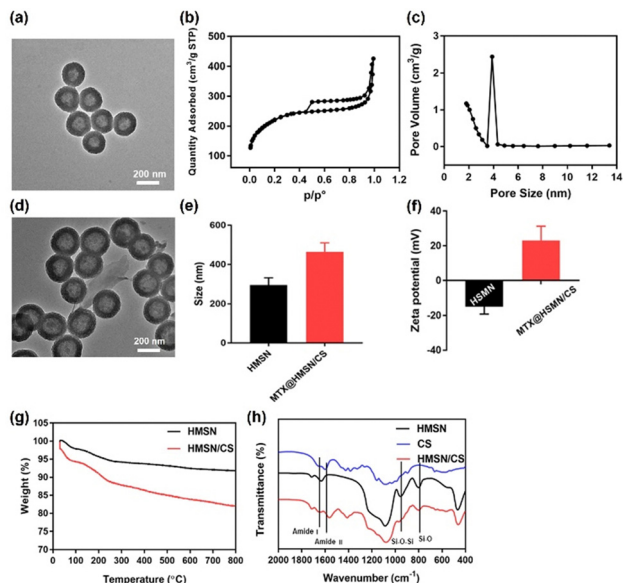 (a)
200 nm
(b)
Quantity Adsorbed (cm³/g STP)
500
400
300
200
100
0.0 0.2 0.4 0.6 0.8 1.0 1.2
p/p°
(c)
Pore Volume (cm³/g)
3
2
1
0
2 4 6 8 10 12 14
Pore Size (nm)
(d)
200 nm
(e)
Size (nm)
600
400
200
0
HMSN
MTX@HMSN/CS
(f)
Zeta potential (mV)
40
20
0
-20
-40
HSMN
MTX@HSMN/CS
(g)
Weight (%)
105
100
95
90
85
80
75
70
0 100 200 300 400 500 600 700 800
Temperature (°C)
HMSN
HMSN/CS
(h)
Transmittance (%)
HMSN
CS
HMSN/CS
Amide I
Amide II
Si-O-Si
Si-O
2000 1800 1600 1400 1200 1000 800 600 400
Wavenumber (cm⁻¹)